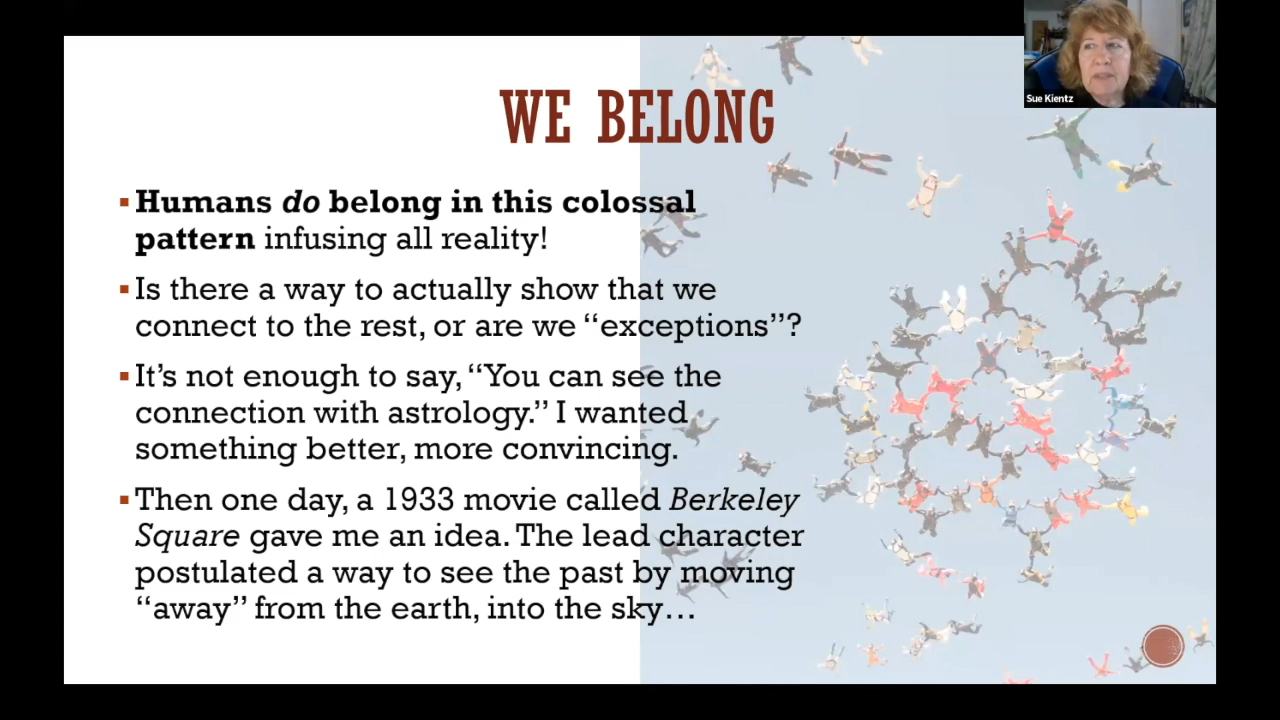 Sue Kientz
WE BELONG
▪Humans do belong in this colossal
pattern infusing all reality!
▪Is there a way to actually show that we
connect to the rest, or are we “exceptions”?
▪It’s not enough to say, “You can see the
connection with astrology.” I wanted
something better, more convincing.
▪Then one day, a 1933 movie called Berkeley
Square gave me an idea. The lead character
postulated a way to see the past by moving
“away” from the earth, into the sky…